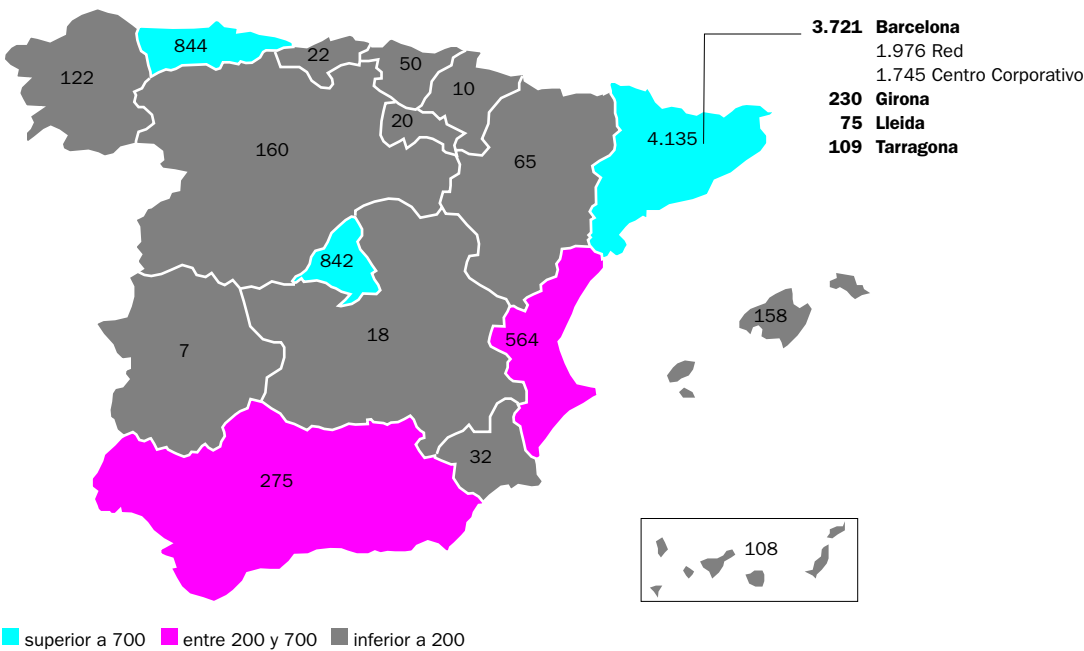 3.721 Barcelona
1.976 Red
1.745 Centro Corporativo
230 Girona
75 Lleida
109 Tarragona
844
22
50
122
10
20
4.135
160
65
842
158
18
564
7
32
275
108
superior a 700 entre 200 y 700 inferior a 200